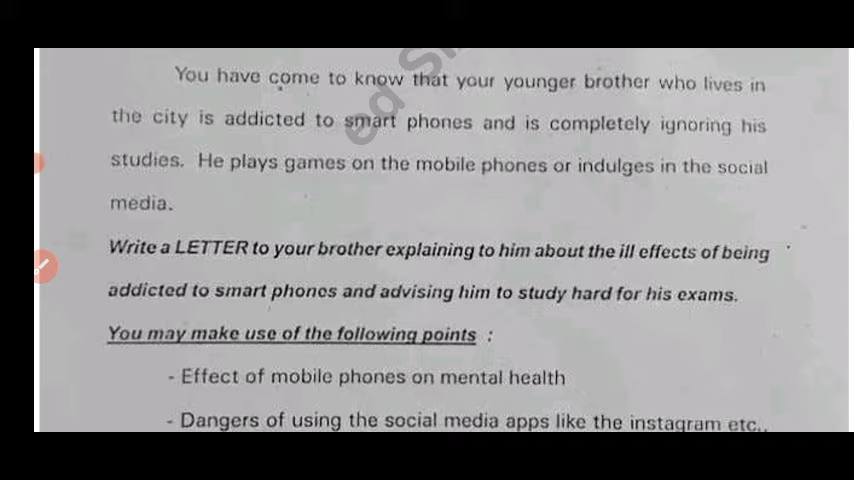 You have come to know that your younger brother who lives in
the city is addicted to smart phones and is completely ignoring his
studies. He plays games on the mobile phones or indulges in the social
media.
Write a LETTER to your brother explaining to him about the ill effects of being
addicted to smart phones and advising him to study hard for his exams.
You may make use of the following points :
- Effect of mobile phones on mental health
- Dangers of using the social media apps like the instagram etc..